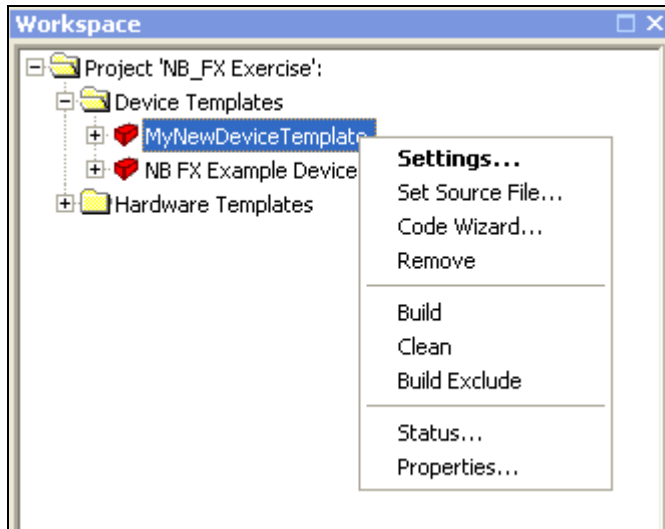 Workspace
Project 'NB_FX Exercise':
Device Templates
MyNewDeviceTemplate
NB FX Example Device
Hardware Templates
Settings...
Set Source File...
Code Wizard...
Remove
Build
Clean
Build Exclude
Status...
Properties...